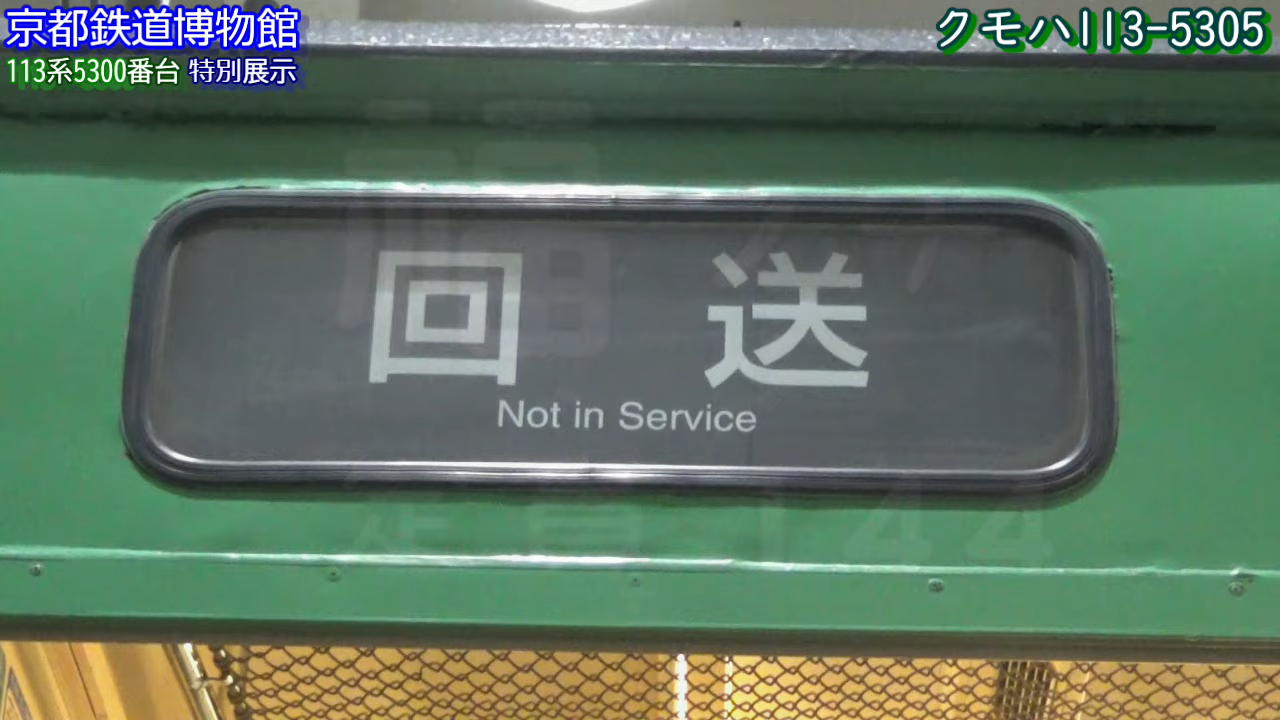 京都鉄道博物館
クモハ113-5305
113系5300番台 特別展示
回送
Not in Service